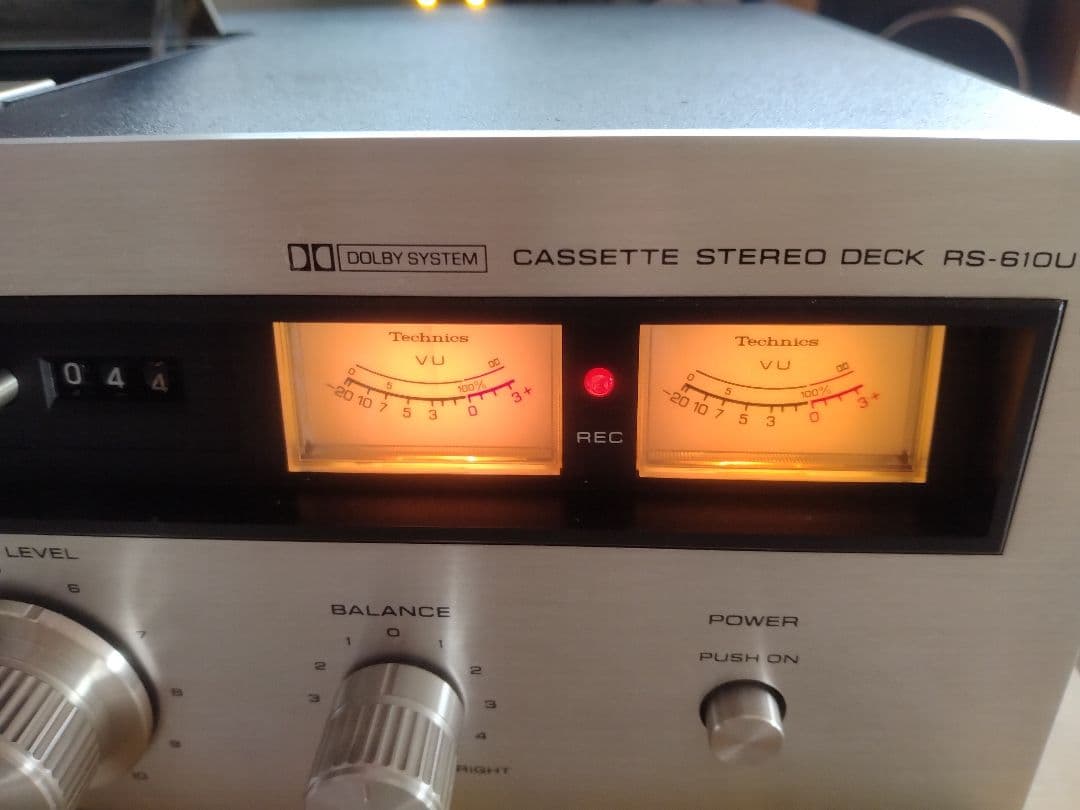 DOLBY SYSTEM CASSETTE STEREO DECK RS-610U
0 4 4
Technics
VU
0 5 100%
-20 10 7 5 3 0 3+
REC
Technics
VU
0 5 100%
-20 10 7 5 3 0 3+
LEVEL
6
7
8
9
10
BALANCE
1 0 1
2 2
3 3
4
RIGHT
POWER
PUSH ON